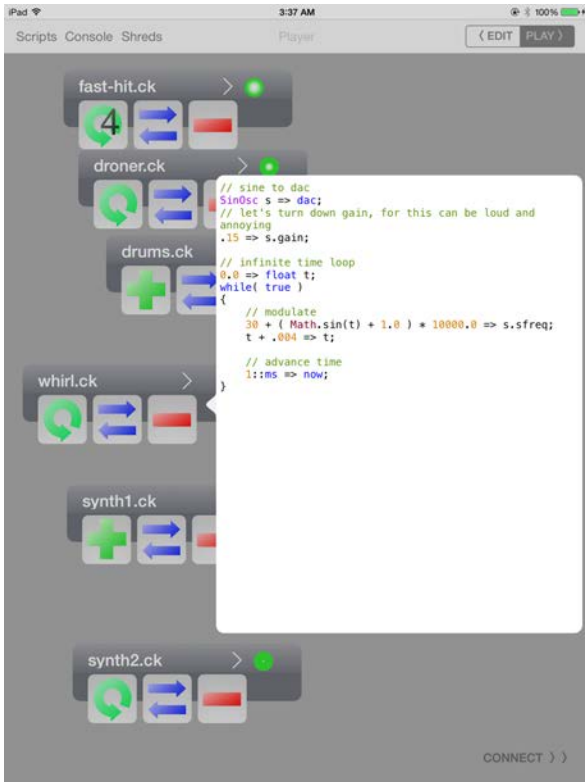 iPad 3:37 AM 100%
Scripts Console Shreds Player ⟨ EDIT PLAY ⟩
fast-hit.ck
4
droner.ck
// sine to dac
SinOsc s => dac;
// let's turn down gain, for this can be loud and
annoying
.15 => s.gain;
drums.ck
// infinite time loop
0.0 => float t;
while( true )
{
// modulate
30 + ( Math.sin(t) + 1.0 ) * 10000.0 => s.sfreq;
t + .004 => t;
// advance time
1::ms => now;
}
whirl.ck
synth1.ck
synth2.ck
CONNECT ⟩ ⟩